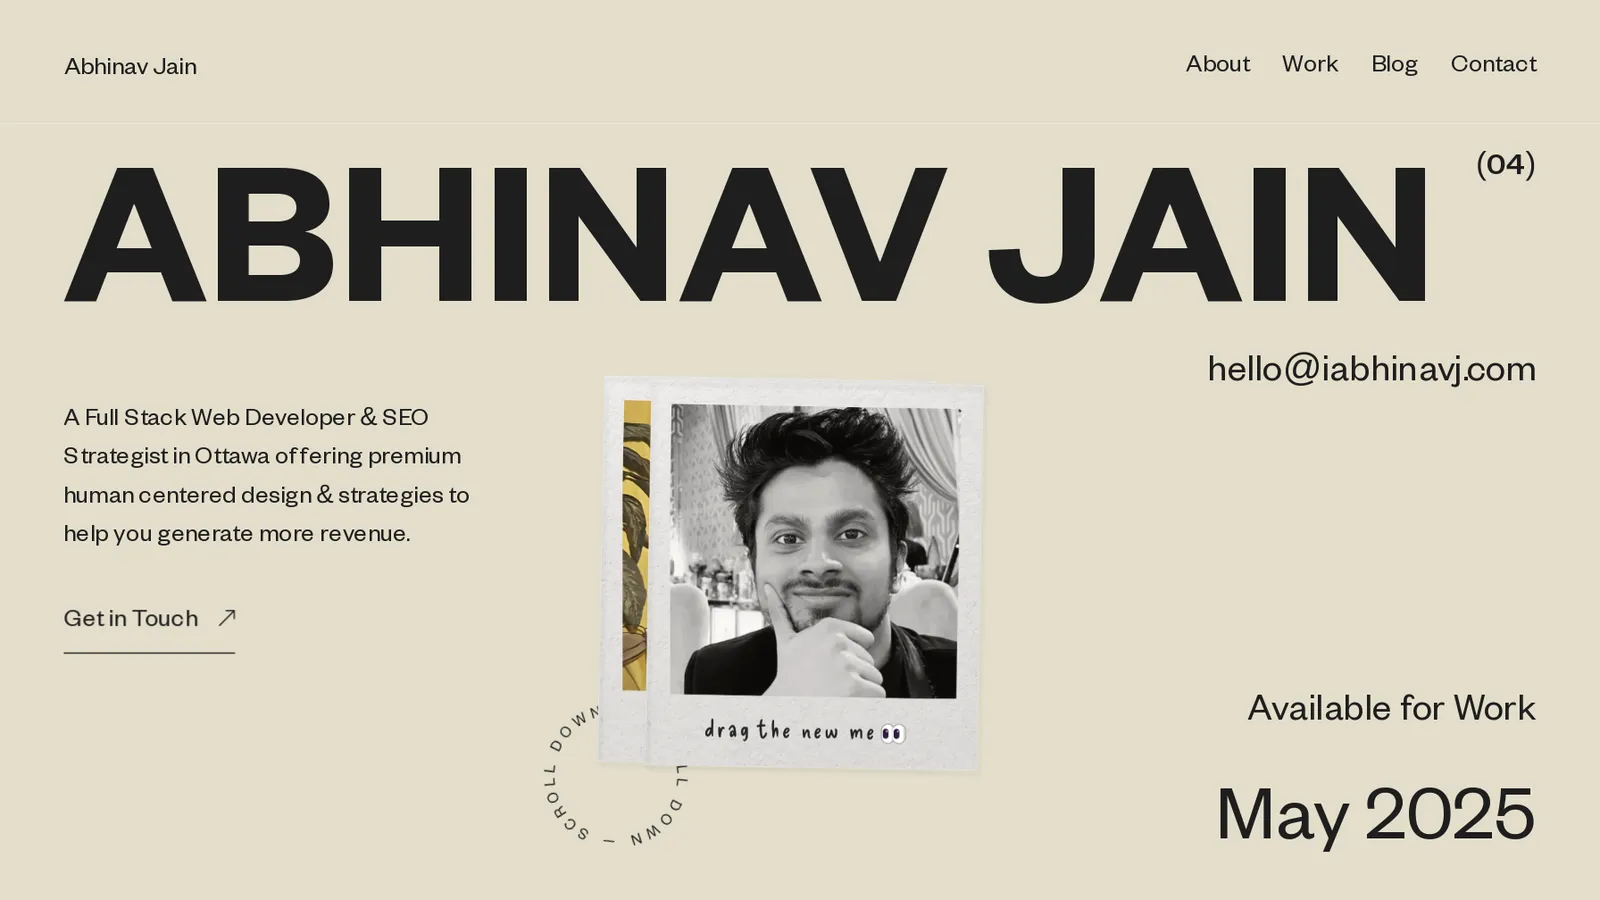 Abhinav Jain
About Work Blog Contact
ABHINAV JAIN
(04)
hello@iabhinavj.com
A Full Stack Web Developer & SEO
Strategist in Ottawa offering premium
human centered design & strategies to
help you generate more revenue.
Get in Touch
drag the new me 👀
SCROLL DOWN – LL DOWN –
Available for Work
May 2025